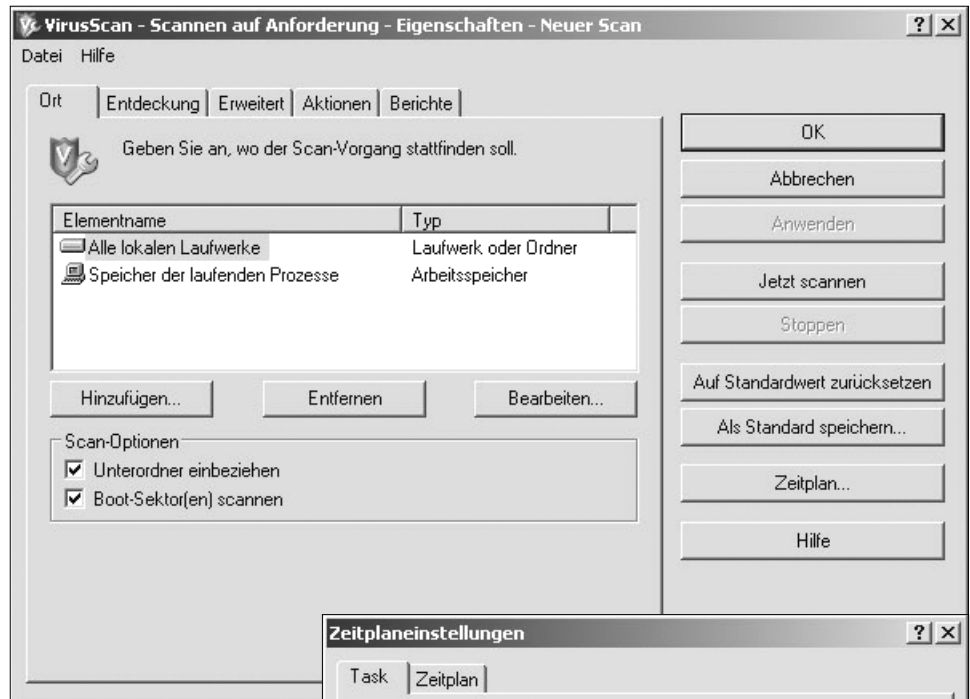 VirusScan - Scannen auf Anforderung - Eigenschaften - Neuer Scan
Datei Hilfe
Ort Entdeckung Erweitert Aktionen Berichte
Geben Sie an, wo der Scan-Vorgang stattfinden soll.
Elementname Typ
Alle lokalen Laufwerke Laufwerk oder Ordner
Speicher der laufenden Prozesse Arbeitsspeicher
Hinzufügen... Entfernen Bearbeiten...
Scan-Optionen
Unterordner einbeziehen
Boot-Sektor(en) scannen
OK
Abbrechen
Anwenden
Jetzt scannen
Stoppen
Auf Standardwert zurücksetzen
Als Standard speichern...
Zeitplan...
Hilfe
Zeitplaneinstellungen
Task Zeitplan